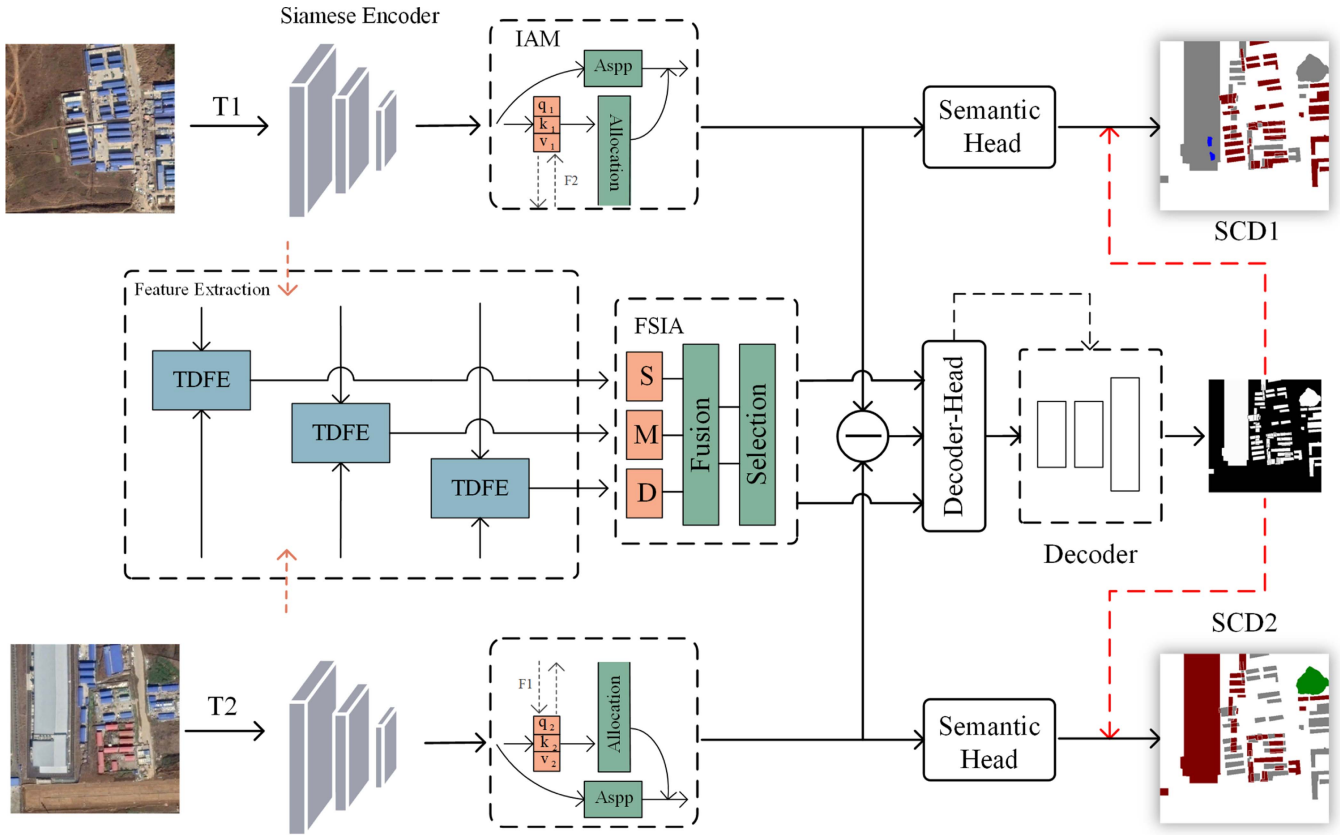 Siamese Encoder
IAM
Aspp
T1
q1
k1
v1
Allocation
F2
Semantic
Head
SCD1
Feature Extraction
TDFE
TDFE
TDFE
FSIA
S
M
D
Fusion
Selection
Decoder-Head
Decoder
SCD2
T2
F1
q2
k2
v2
Allocation
Aspp
Semantic
Head